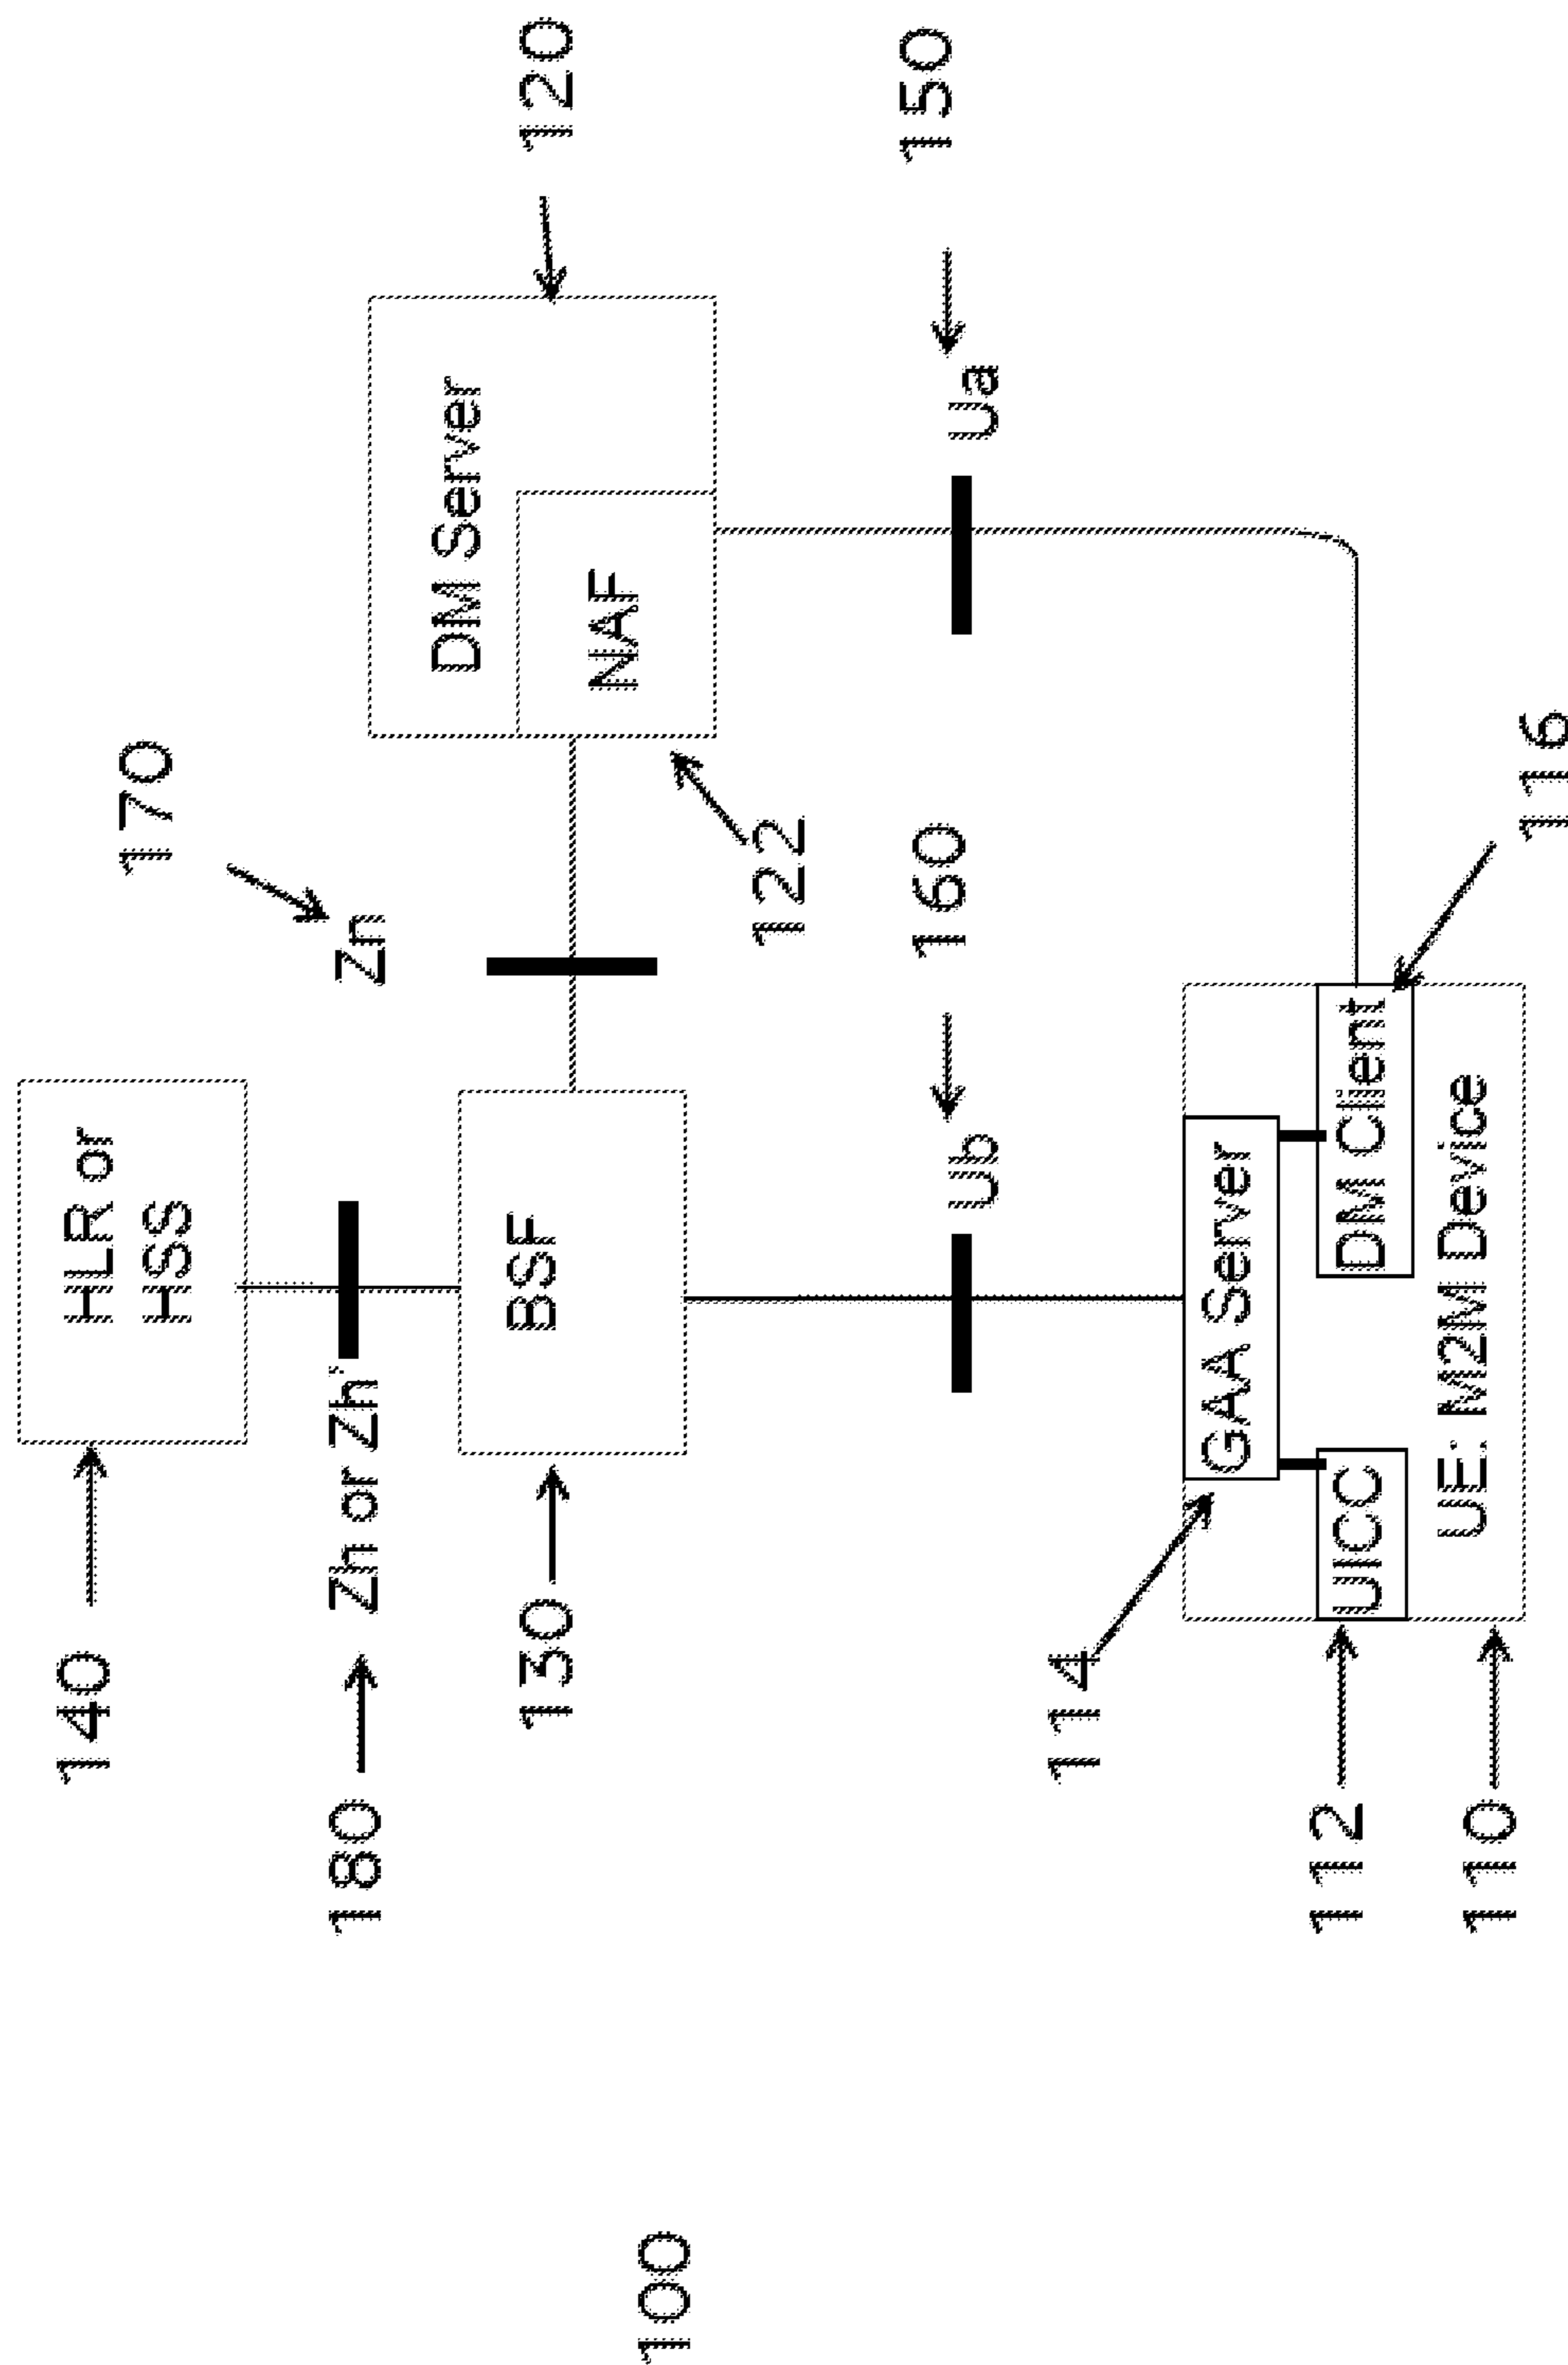 140
HLR or
HSS
170
180
Zh or Zh'
Zn
130
BSF
DM Server
120
NAF
122
100
160
150
Ub
Ua
114
GAA Server
112
UICC
DM Client
110
UE: M2M Device
116